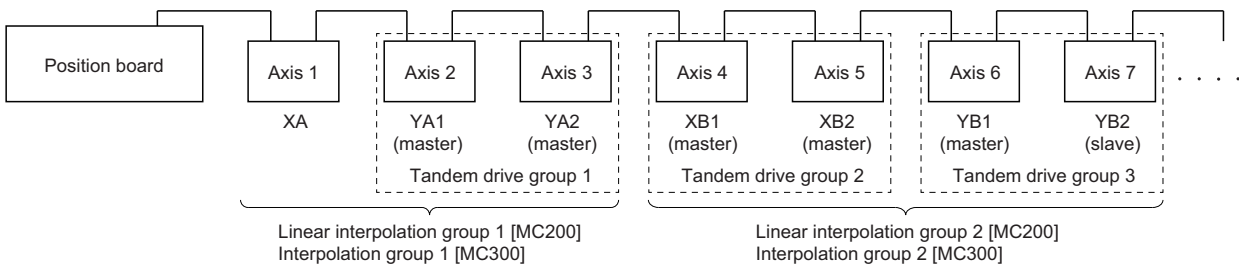 Position board
Axis 1
Axis 2
Axis 3
Axis 4
Axis 5
Axis 6
Axis 7
. . . .
XA
YA1
YA2
XB1
XB2
YB1
YB2
(master)
(master)
(master)
(master)
(master)
(slave)
Tandem drive group 1
Tandem drive group 2
Tandem drive group 3
Linear interpolation group 1 [MC200]
Interpolation group 1 [MC300]
Linear interpolation group 2 [MC200]
Interpolation group 2 [MC300]